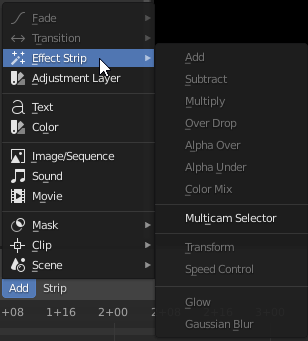 Fade
Transition
Effect Strip
Adjustment Layer
Text
Color
Image/Sequence
Sound
Movie
Mask
Clip
Scene
Add
Subtract
Multiply
Over Drop
Alpha Over
Alpha Under
Color Mix
Multicam Selector
Transform
Speed Control
Glow
Gaussian Blur
Add Strip
+08 1+16 2+00